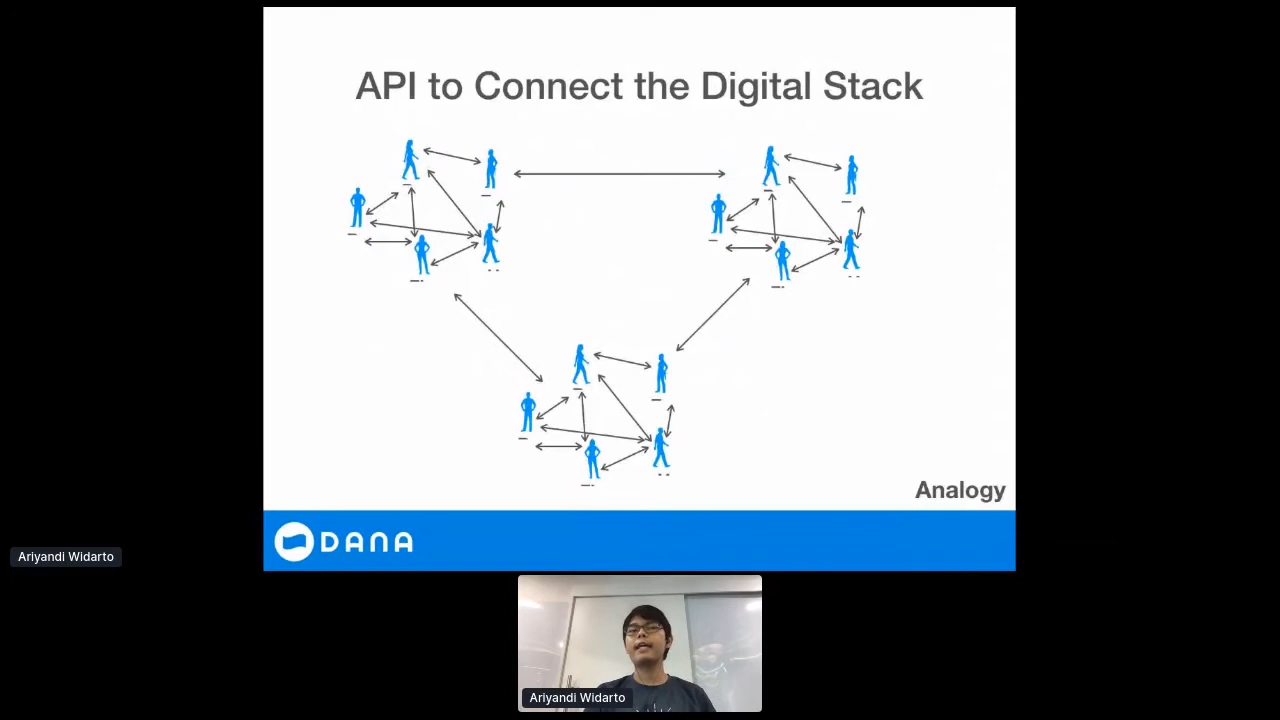 API to Connect the Digital Stack
Analogy
DANA
Ariyandi Widarto
Ariyandi Widarto